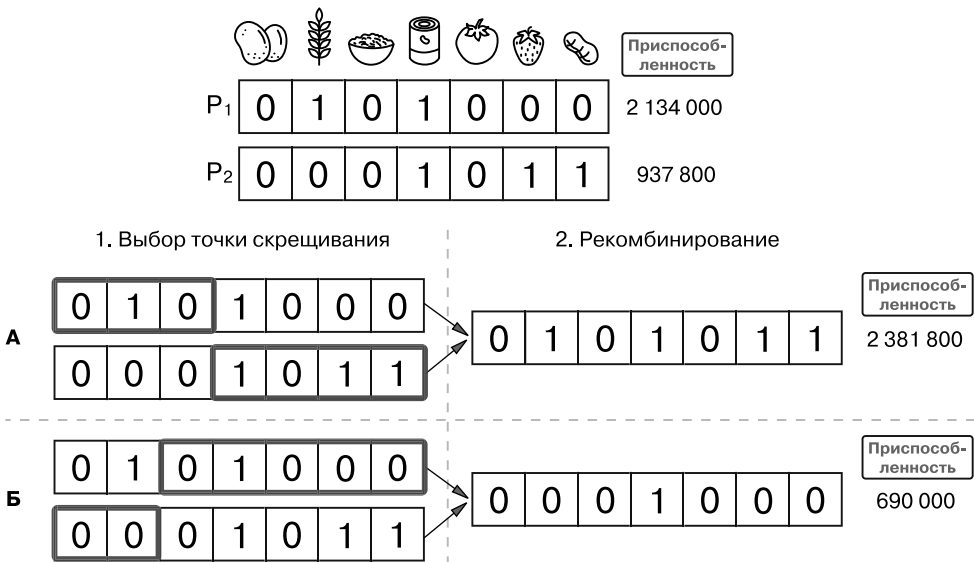 Приспособ-
ленность
P1 0 1 0 1 0 0 0 2 134 000
P2 0 0 0 1 0 1 1 937 800
1. Выбор точки скрещивания
2. Рекомбинирование
А
0 1 0 1 0 0 0
0 0 0 1 0 1 1
0 1 0 1 0 1 1
Приспособ-
ленность
2 381 800
Б
0 1 0 1 0 0 0
0 0 0 1 0 1 1
0 0 0 1 0 0 0
Приспособ-
ленность
690 000